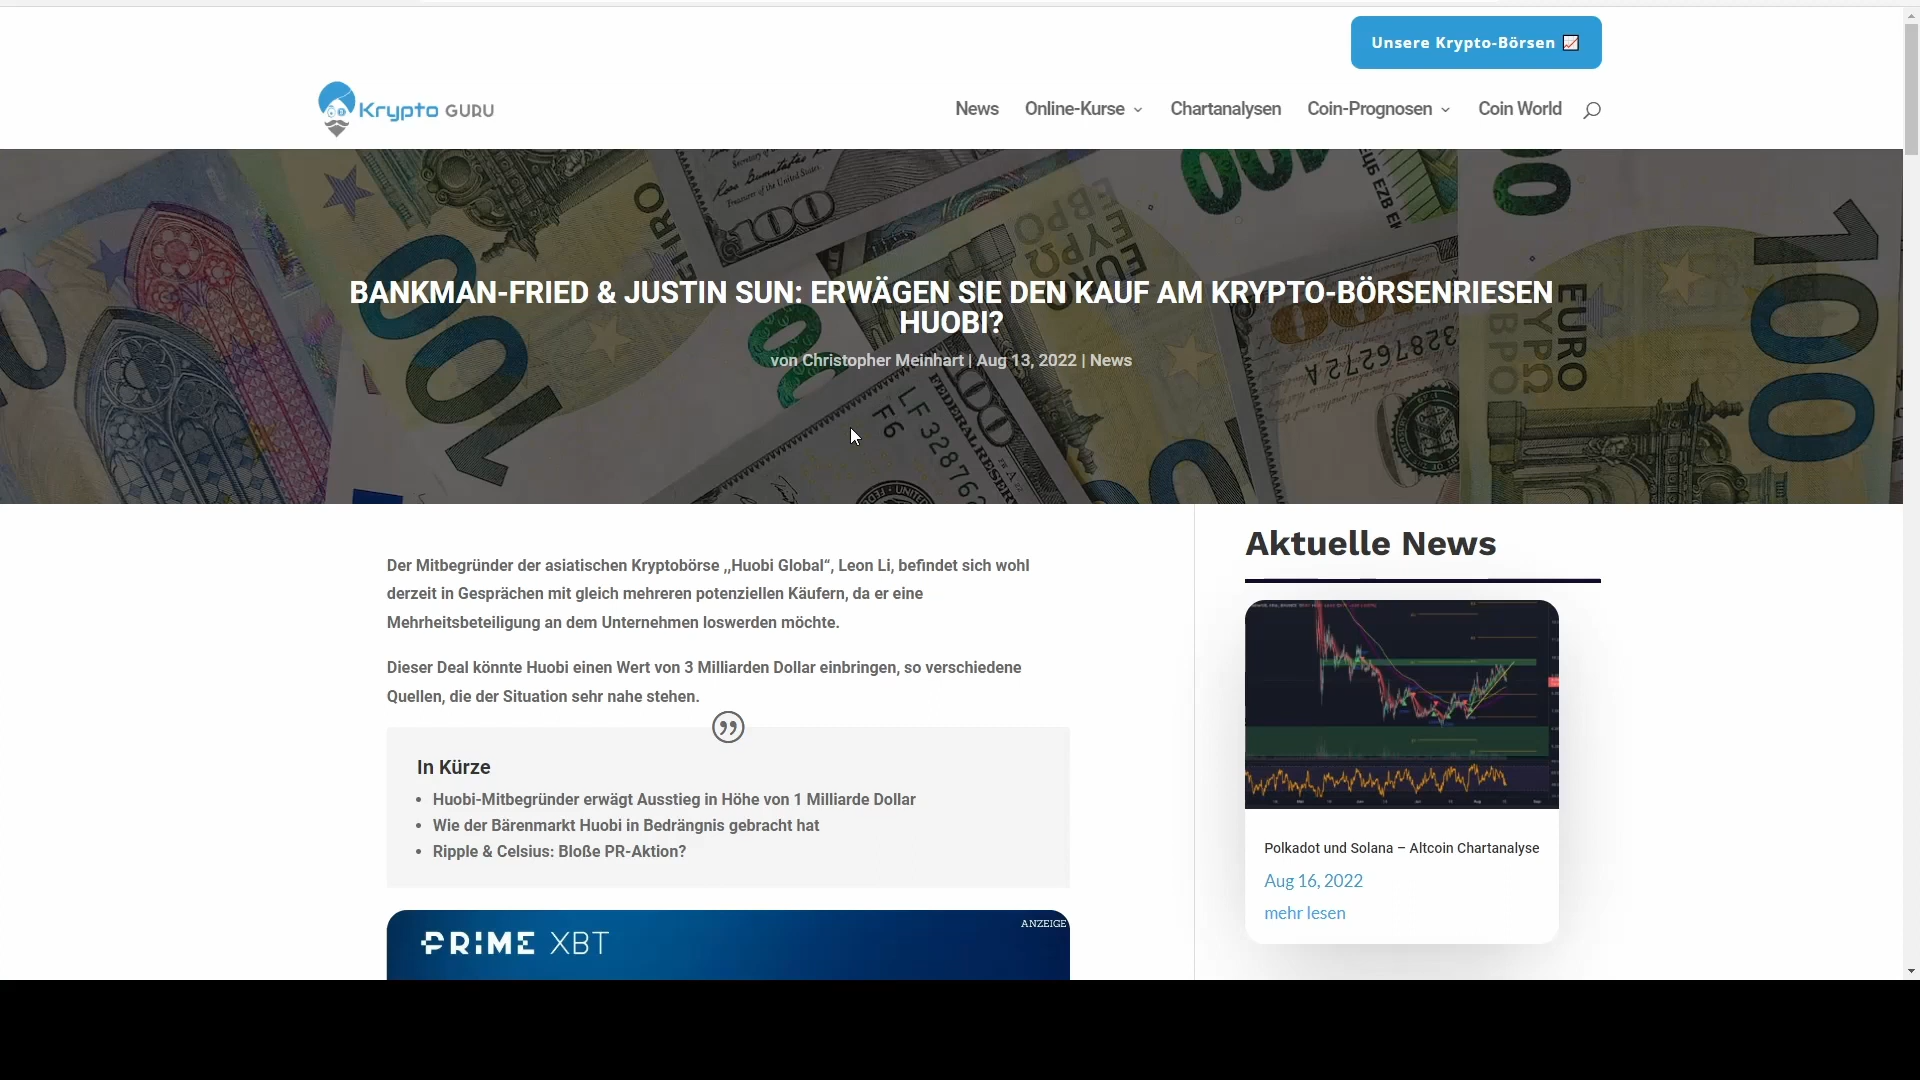 Unsere Krypto-Börsen
Krypto GURU
News Online-Kurse Chartanalysen Coin-Prognosen Coin World
BANKMAN-FRIED & JUSTIN SUN: ERWÄGEN SIE DEN KAUF AM KRYPTO-BÖRSENRIESEN
HUOBI?
von Christopher Meinhart | Aug 13, 2022 | News
Der Mitbegründer der asiatischen Kryptobörse ,,Huobi Global“, Leon Li, befindet sich wohl
derzeit in Gesprächen mit gleich mehreren potenziellen Käufern, da er eine
Mehrheitsbeteiligung an dem Unternehmen loswerden möchte.
Dieser Deal könnte Huobi einen Wert von 3 Milliarden Dollar einbringen, so verschiedene
Quellen, die der Situation sehr nahe stehen.
In Kürze
• Huobi-Mitbegründer erwägt Ausstieg in Höhe von 1 Milliarde Dollar
• Wie der Bärenmarkt Huobi in Bedrängnis gebracht hat
• Ripple & Celsius: Bloße PR-Aktion?
ANZEIGE
PRIME XBT
Aktuelle News
Polkadot und Solana – Altcoin Chartanalyse
Aug 16, 2022
mehr lesen